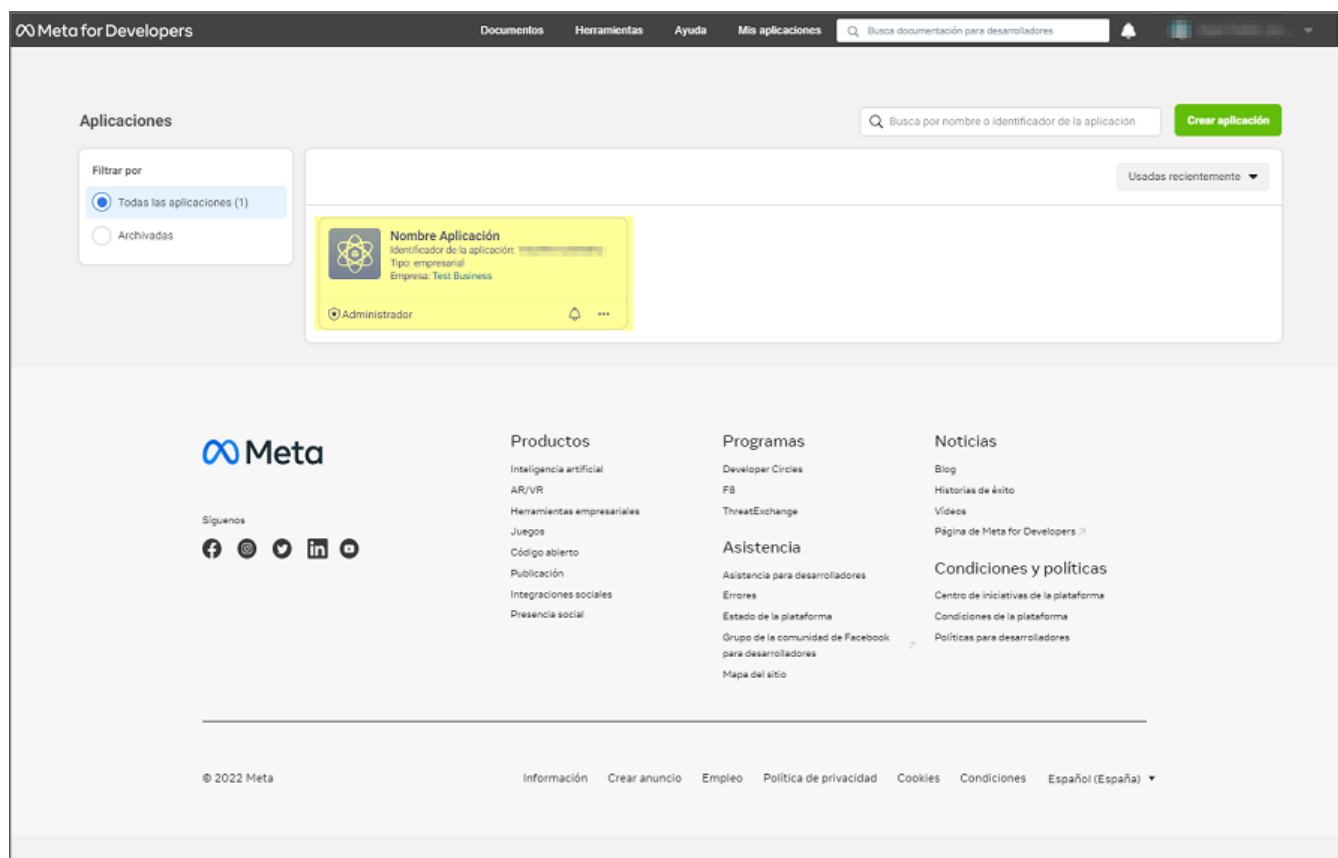 Meta for Developers
Documentos
Herramientas
Ayuda
Mis aplicaciones
Busca documentación para desarrolladores
Aplicaciones
Busca por nombre o identificador de la aplicación
Crear aplicación
Filtrar por
Todas las aplicaciones (1)
Archivadas
Usadas recientemente
Nombre Aplicación
Identificador de la aplicación:
Tipo: empresarial
Empresa: Test Business
Administrador
Meta
Síguenos
Productos
Inteligencia artificial
AR/VR
Herramientas empresariales
Juegos
Código abierto
Publicación
Integraciones sociales
Presencia social
Programas
Developer Circles
F8
ThreatExchange
Asistencia
Asistencia para desarrolladores
Errores
Estado de la plataforma
Grupo de la comunidad de Facebook
para desarrolladores
Mapa del sitio
Noticias
Blog
Historias de éxito
Vídeos
Página de Meta for Developers
Condiciones y políticas
Centro de iniciativas de la plataforma
Condiciones de la plataforma
Políticas para desarrolladores
© 2022 Meta
Información
Crear anuncio
Empleo
Política de privacidad
Cookies
Condiciones
Español (España)